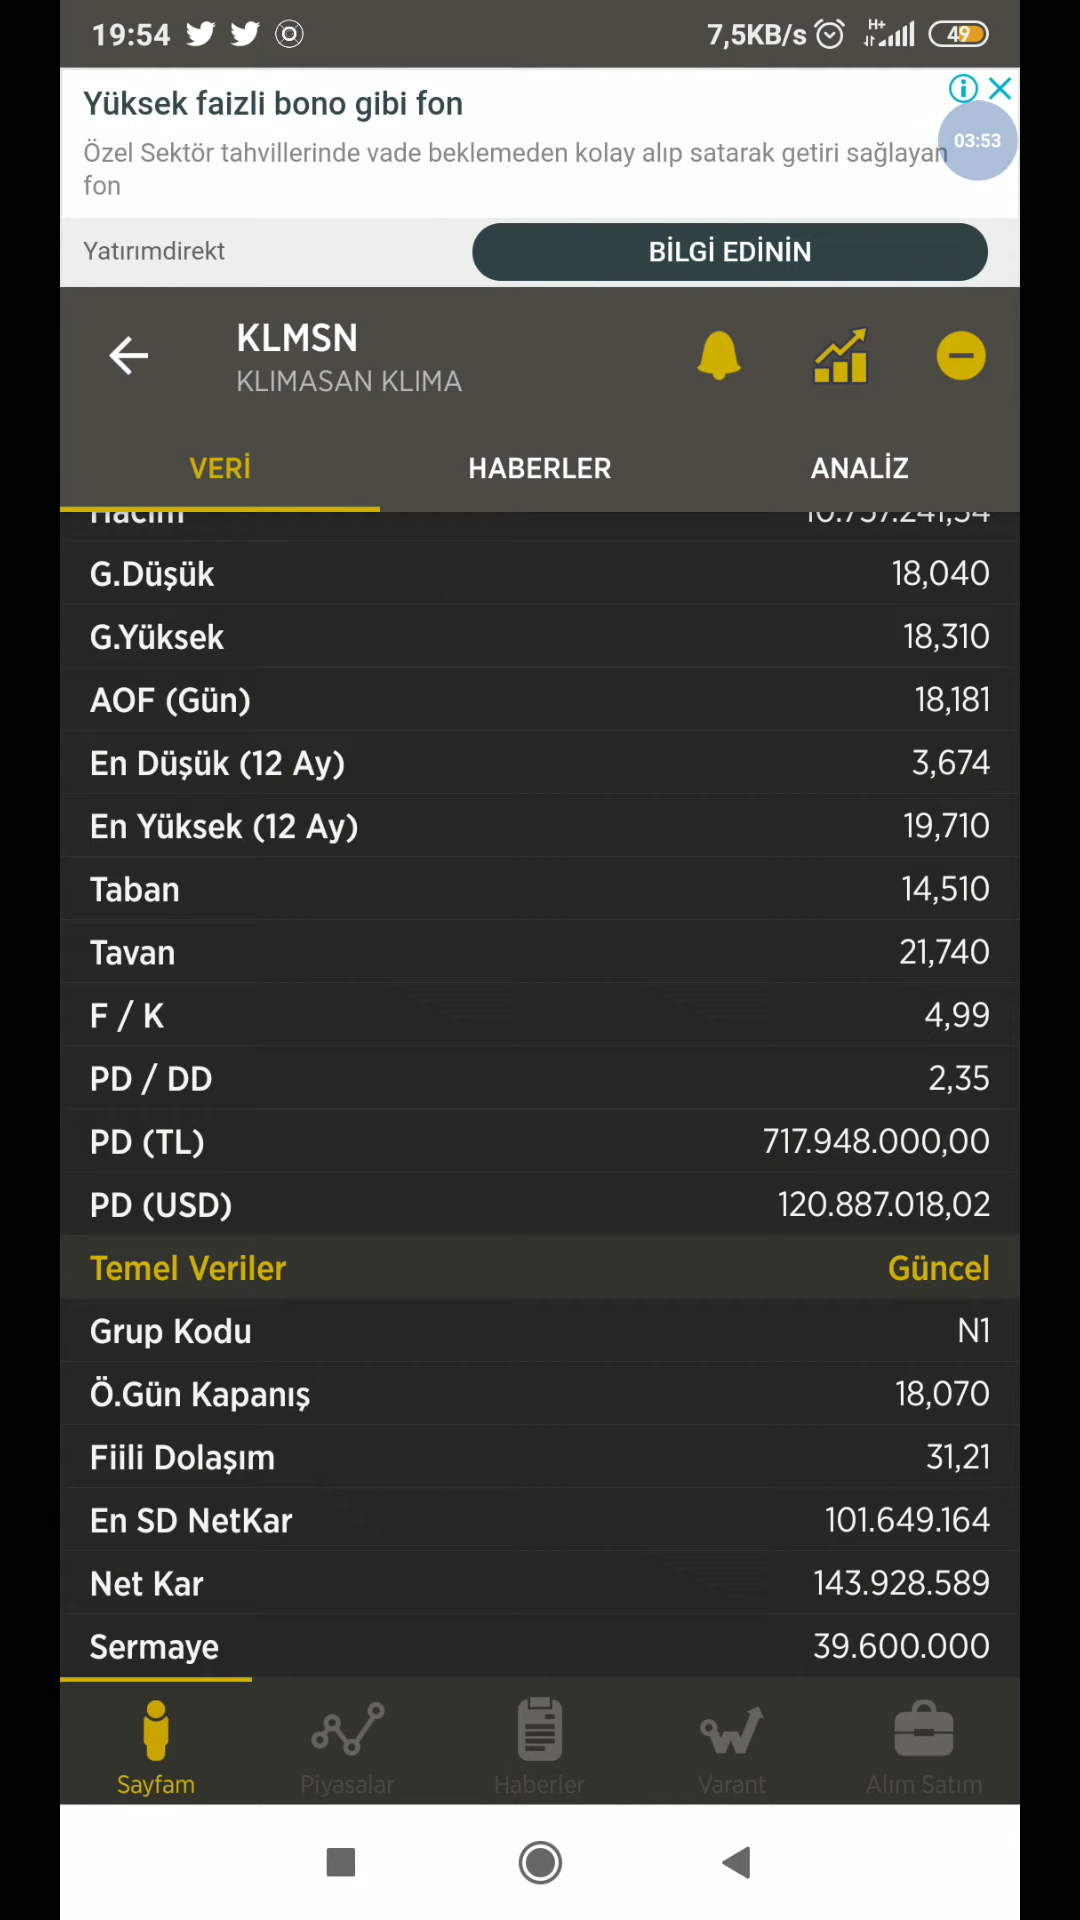 19:54
7,5KB/s
H+
49
Yüksek faizli bono gibi fon
03:53
Özel Sektör tahvillerinde vade beklemeden kolay alıp satarak getiri sağlayan
fon
Yatırımdirekt
BİLGİ EDİNİN
KLMSN
KLIMASAN KLIMA
VERİ HABERLER ANALİZ
Hacim 10.757.241,54
G.Düşük 18,040
G.Yüksek 18,310
AOF (Gün) 18,181
En Düşük (12 Ay) 3,674
En Yüksek (12 Ay) 19,710
Taban 14,510
Tavan 21,740
F / K 4,99
PD / DD 2,35
PD (TL) 717.948.000,00
PD (USD) 120.887.018,02
Temel Veriler Güncel
Grup Kodu N1
Ö.Gün Kapanış 18,070
Fiili Dolaşım 31,21
En SD NetKar 101.649.164
Net Kar 143.928.589
Sermaye 39.600.000
Sayfam Piyasalar Haberler Varant Alım Satım